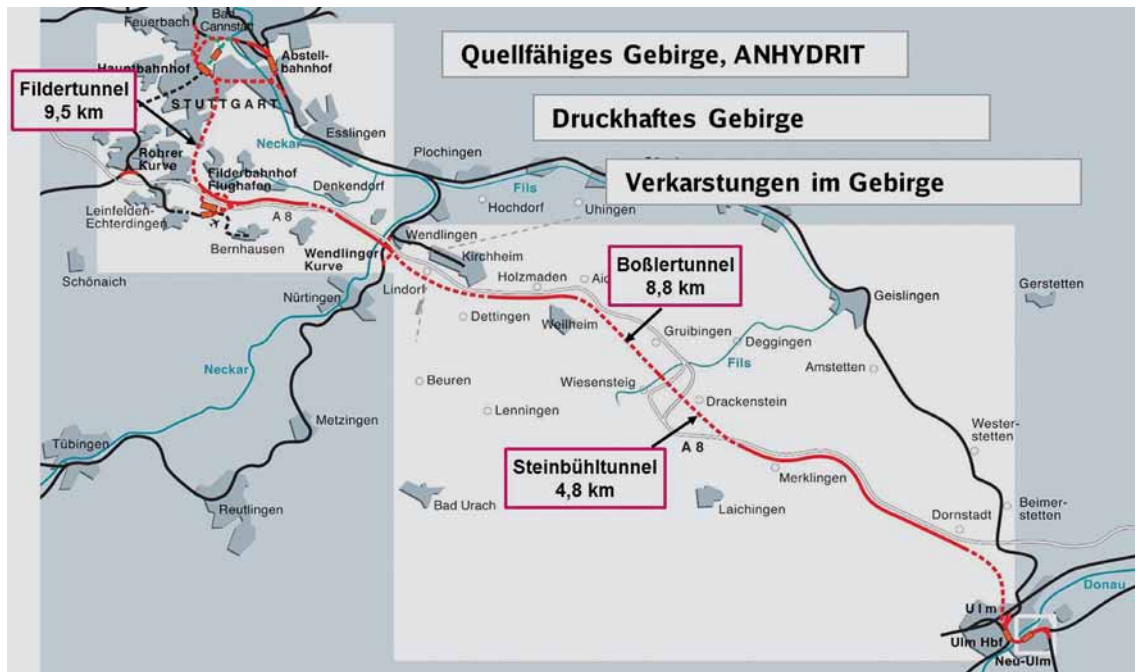 Bad
Cannstatt
Feuerbach
Quellfähiges Gebirge, ANHYDRIT
Hauptbahnhof
Abstell-
bahnhof
Fildertunnel
9,5 km
STUTTGART
Druckhaftes Gebirge
Esslingen
Neckar
Plochingen
Rohrer
Kurve
Filderbahnhof
Flughafen
Denkendorf
Fils
Verkarstungen im Gebirge
Hochdorf
Uhingen
Leinfelden-
Echterdingen
A 8
Bernhausen
Wendlingen
Wendlinger
Kurve
Kirchheim
Boßlertunnel
8,8 km
Schönaich
Holzmaden
Lindorf
Nürtingen
Geislingen
Gerstetten
Dettingen
Weilheim
Gruibingen
Deggingen
Neckar
Fils
Amstetten
Beuren
Wiesensteig
Lenningen
Drackenstein
Metzingen
Tübingen
Wester-
stetten
Steinbühltunnel
4,8 km
A 8
Merklingen
Reutlingen
Bad Urach
Laichingen
Dornstadt
Beimer-
stetten
Donau
Ulm
Ulm Hbf
Neu-Ulm